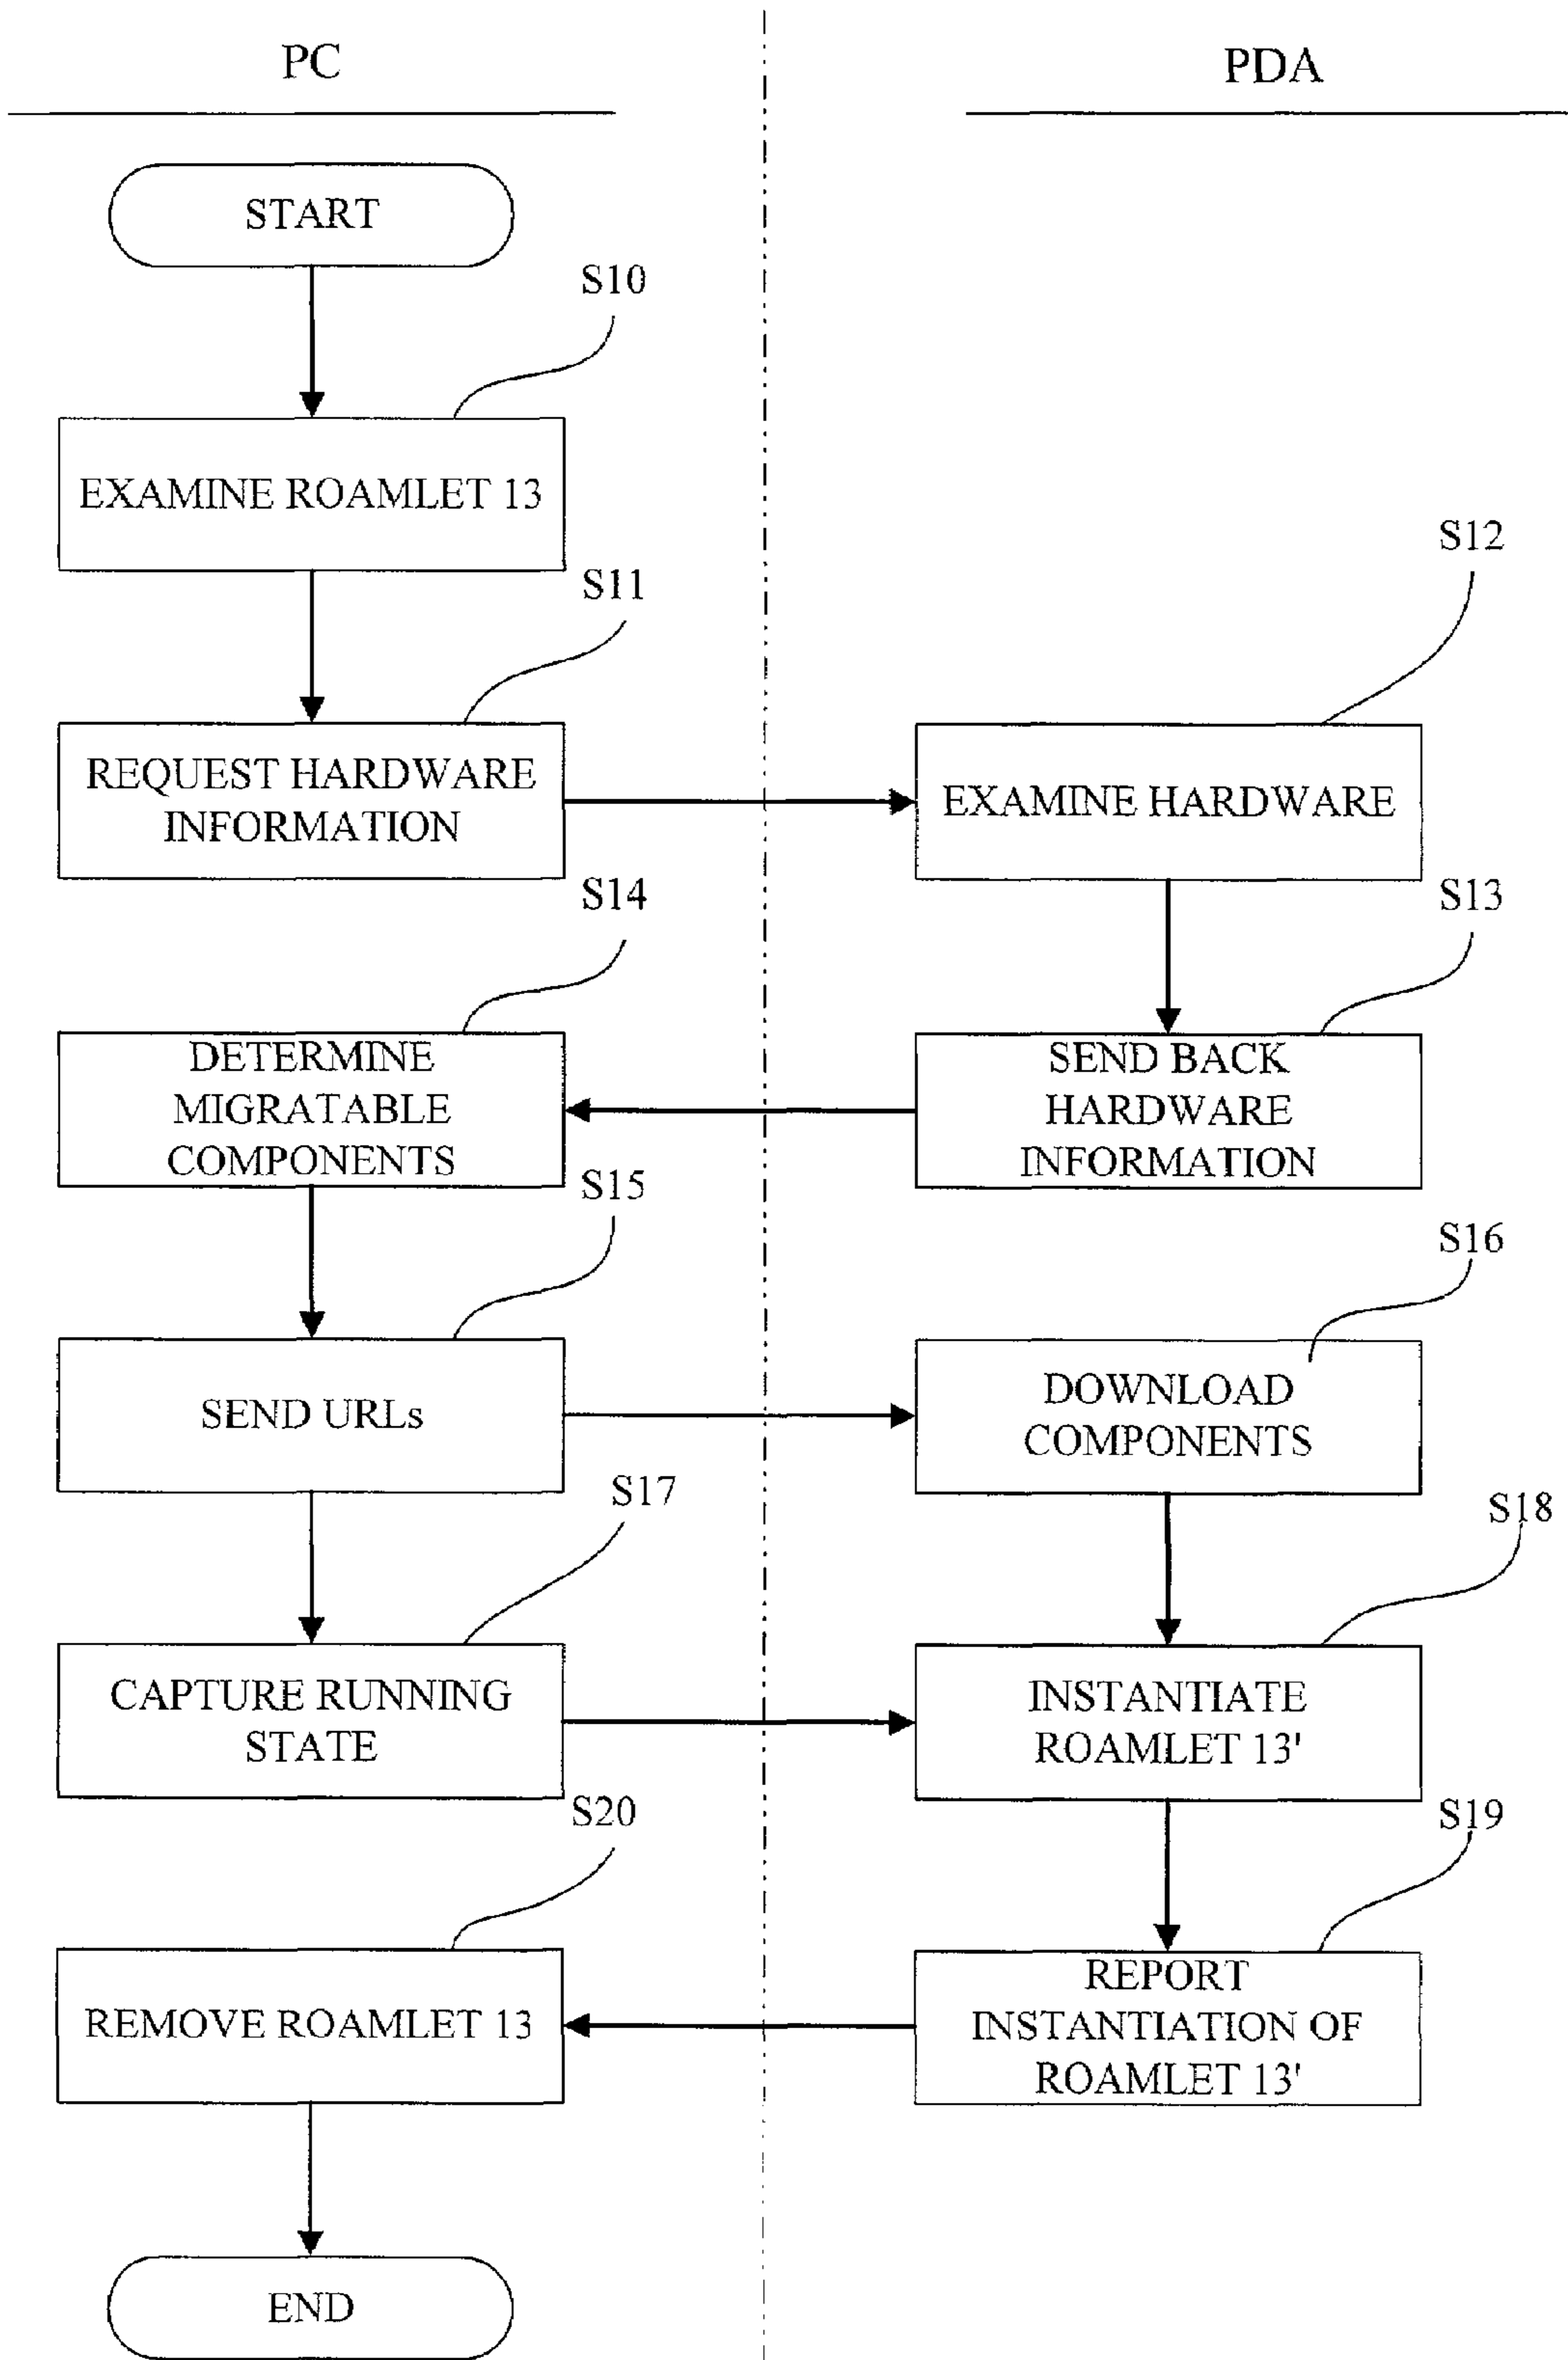 PC
PDA
START
S10
EXAMINE ROAMLET 13
S11
REQUEST HARDWARE
INFORMATION
S12
EXAMINE HARDWARE
S13
SEND BACK
HARDWARE
INFORMATION
S14
DETERMINE
MIGRATABLE
COMPONENTS
S15
SEND URLs
S16
DOWNLOAD
COMPONENTS
S17
CAPTURE RUNNING
STATE
S18
INSTANTIATE
ROAMLET 13'
S19
REPORT
INSTANTIATION OF
ROAMLET 13'
S20
REMOVE ROAMLET 13
END